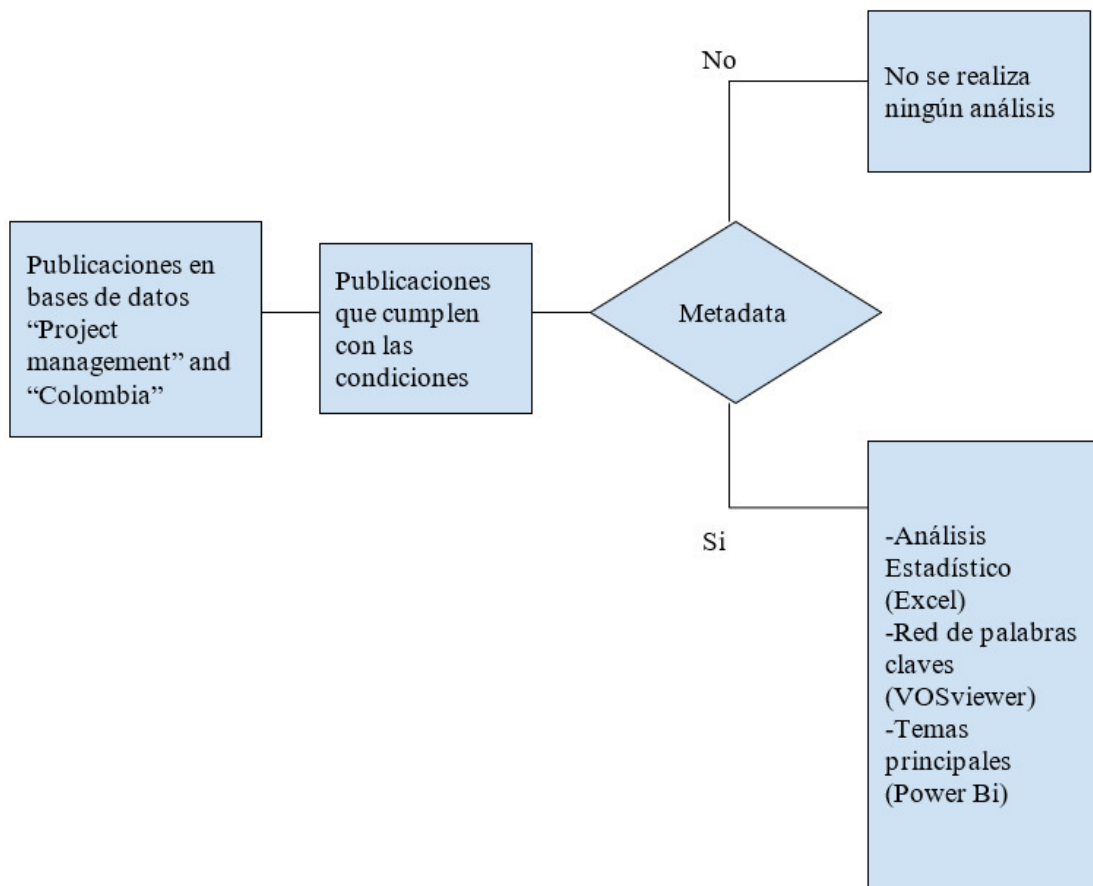 Publicaciones en
bases de datos
“Project
management” and
“Colombia”
Publicaciones
que cumplen
con las
condiciones
Metadata
No
No se realiza
ningún análisis
Si
-Análisis
Estadístico
(Excel)
-Red de palabras
claves
(VOSviewer)
-Temas
principales
(Power Bi)